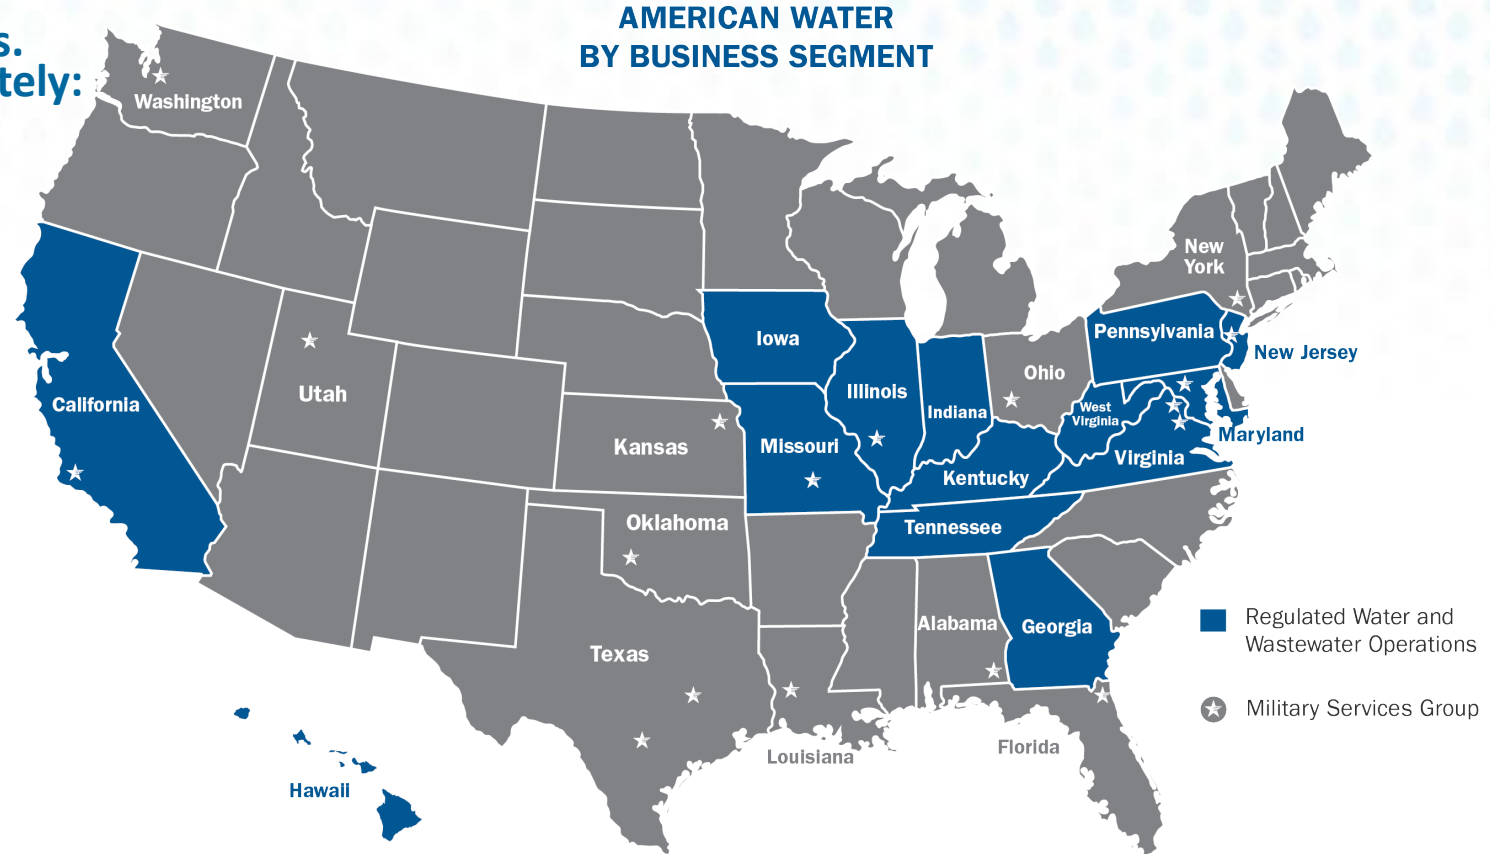 AMERICAN WATER
BY BUSINESS SEGMENT
s.
tely:
Washington
New
York
Pennsylvania
New Jersey
Iowa
Ohio
Illinois
Indiana
Utah
California
West
Virginia
Maryland
Kansas
Missouri
Virginia
Kentucky
Oklahoma
Tennessee
Alabama
Georgia
Texas
Louisiana
Florida
Hawaii
Regulated Water and
Wastewater Operations
Military Services Group